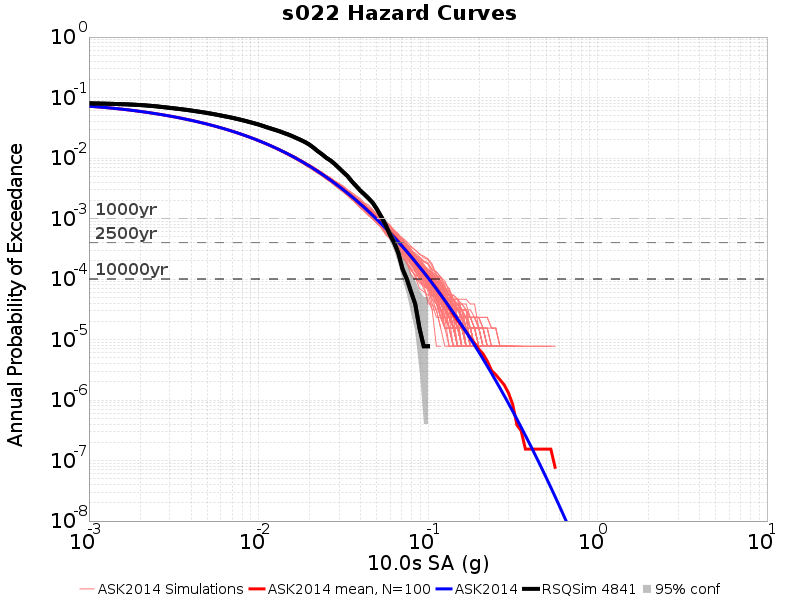 s022 Hazard Curves
Annual Probability of Exceedance
10^0
10^-1
10^-2
10^-3
10^-4
10^-5
10^-6
10^-7
10^-8
1000yr
2500yr
10000yr
10^-3 10^-2 10^-1 10^0 10^1
10.0s SA (g)
ASK2014 Simulations ASK2014 mean, N=100 ASK2014 RSQSim 4841 95% conf